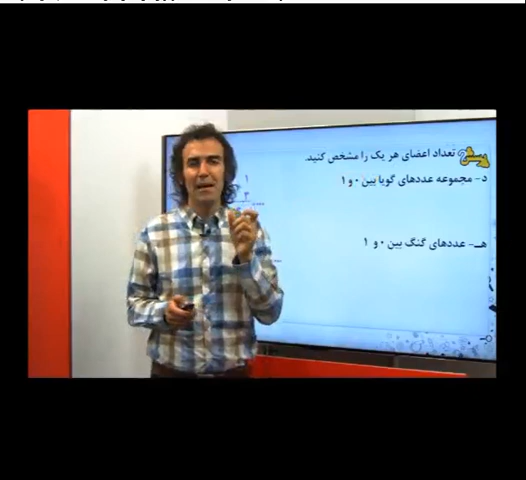 پرسش تعداد اعضای هر یک را مشخص کنید.
د- مجموعه عددهای گویا بین ۰ و ۱
هـ- عددهای گنگ بین ۰ و ۱